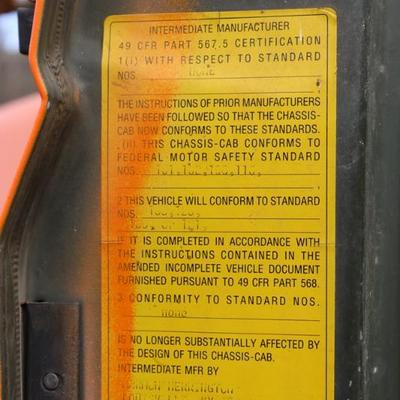 INTERMEDIATE MANUFACTURER
49 CFR PART 567.5 CERTIFICATION
1(i) WITH RESPECT TO STANDARD
NOS. none
THE INSTRUCTIONS OF PRIOR MANUFACTURERS
HAVE BEEN FOLLOWED SO THAT THE CHASSIS-
CAB NOW CONFORMS TO THESE STANDARDS.
(ii) THIS CHASSIS-CAB CONFORMS TO
FEDERAL MOTOR SAFETY STANDARD
NOS.
2 THIS VEHICLE WILL CONFORM TO STANDARD
NOS.
IF IT IS COMPLETED IN ACCORDANCE WITH
THE INSTRUCTIONS CONTAINED IN THE
AMENDED INCOMPLETE VEHICLE DOCUMENT
FURNISHED PURSUANT TO 49 CFR PART 568.
3 CONFORMITY TO STANDARD NOS.
none
IS NO LONGER SUBSTANTIALLY AFFECTED BY
THE DESIGN OF THIS CHASSIS-CAB.
INTERMEDIATE MFR BY